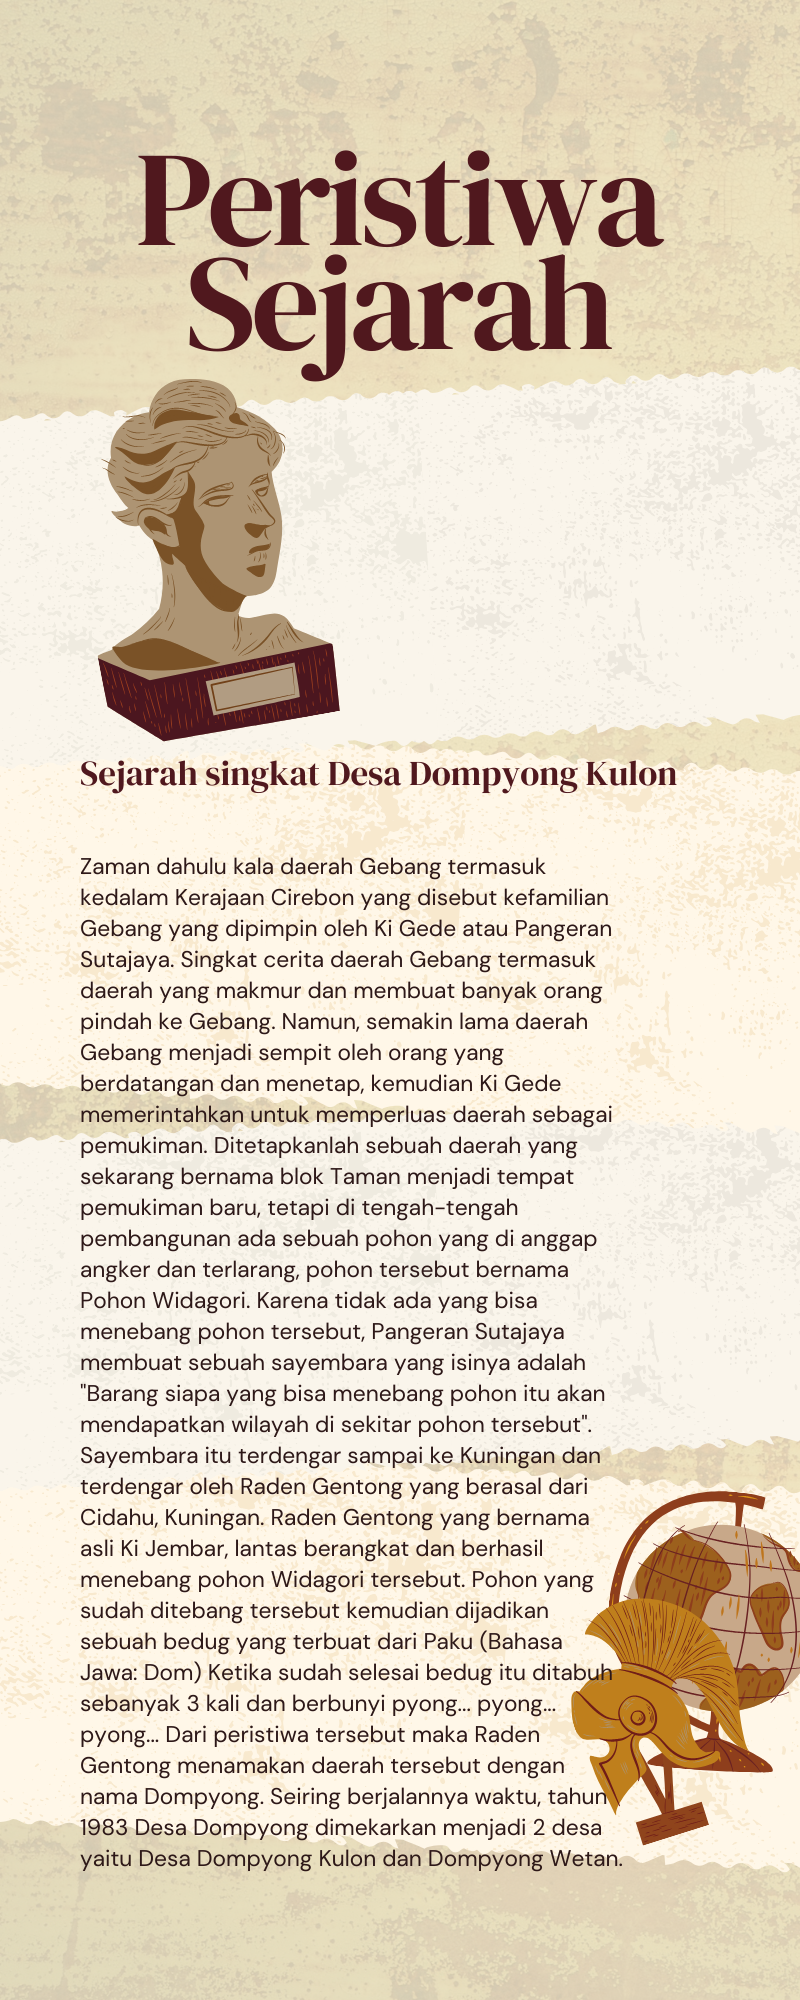 Peristiwa
Sejarah
Sejarah singkat Desa Dompyong Kulon
Zaman dahulu kala daerah Gebang termasuk
kedalam Kerajaan Cirebon yang disebut kefamilian
Gebang yang dipimpin oleh Ki Gede atau Pangeran
Sutajaya. Singkat cerita daerah Gebang termasuk
daerah yang makmur dan membuat banyak orang
pindah ke Gebang. Namun, semakin lama daerah
Gebang menjadi sempit oleh orang yang
berdatangan dan menetap, kemudian Ki Gede
memerintahkan untuk memperluas daerah sebagai
pemukiman. Ditetapkanlah sebuah daerah yang
sekarang bernama blok Taman menjadi tempat
pemukiman baru, tetapi di tengah-tengah
pembangunan ada sebuah pohon yang di anggap
angker dan terlarang, pohon tersebut bernama
Pohon Widagori. Karena tidak ada yang bisa
menebang pohon tersebut, Pangeran Sutajaya
membuat sebuah sayembara yang isinya adalah
"Barang siapa yang bisa menebang pohon itu akan
mendapatkan wilayah di sekitar pohon tersebut".
Sayembara itu terdengar sampai ke Kuningan dan
terdengar oleh Raden Gentong yang berasal dari
Cidahu, Kuningan. Raden Gentong yang bernama
asli Ki Jembar, lantas berangkat dan berhasil
menebang pohon Widagori tersebut. Pohon yang
sudah ditebang tersebut kemudian dijadikan
sebuah bedug yang terbuat dari Paku (Bahasa
Jawa: Dom) Ketika sudah selesai bedug itu ditabuh
sebanyak 3 kali dan berbunyi pyong... pyong...
pyong... Dari peristiwa tersebut maka Raden
Gentong menamakan daerah tersebut dengan
nama Dompyong. Seiring berjalannya waktu, tahun
1983 Desa Dompyong dimekarkan menjadi 2 desa
yaitu Desa Dompyong Kulon dan Dompyong Wetan.